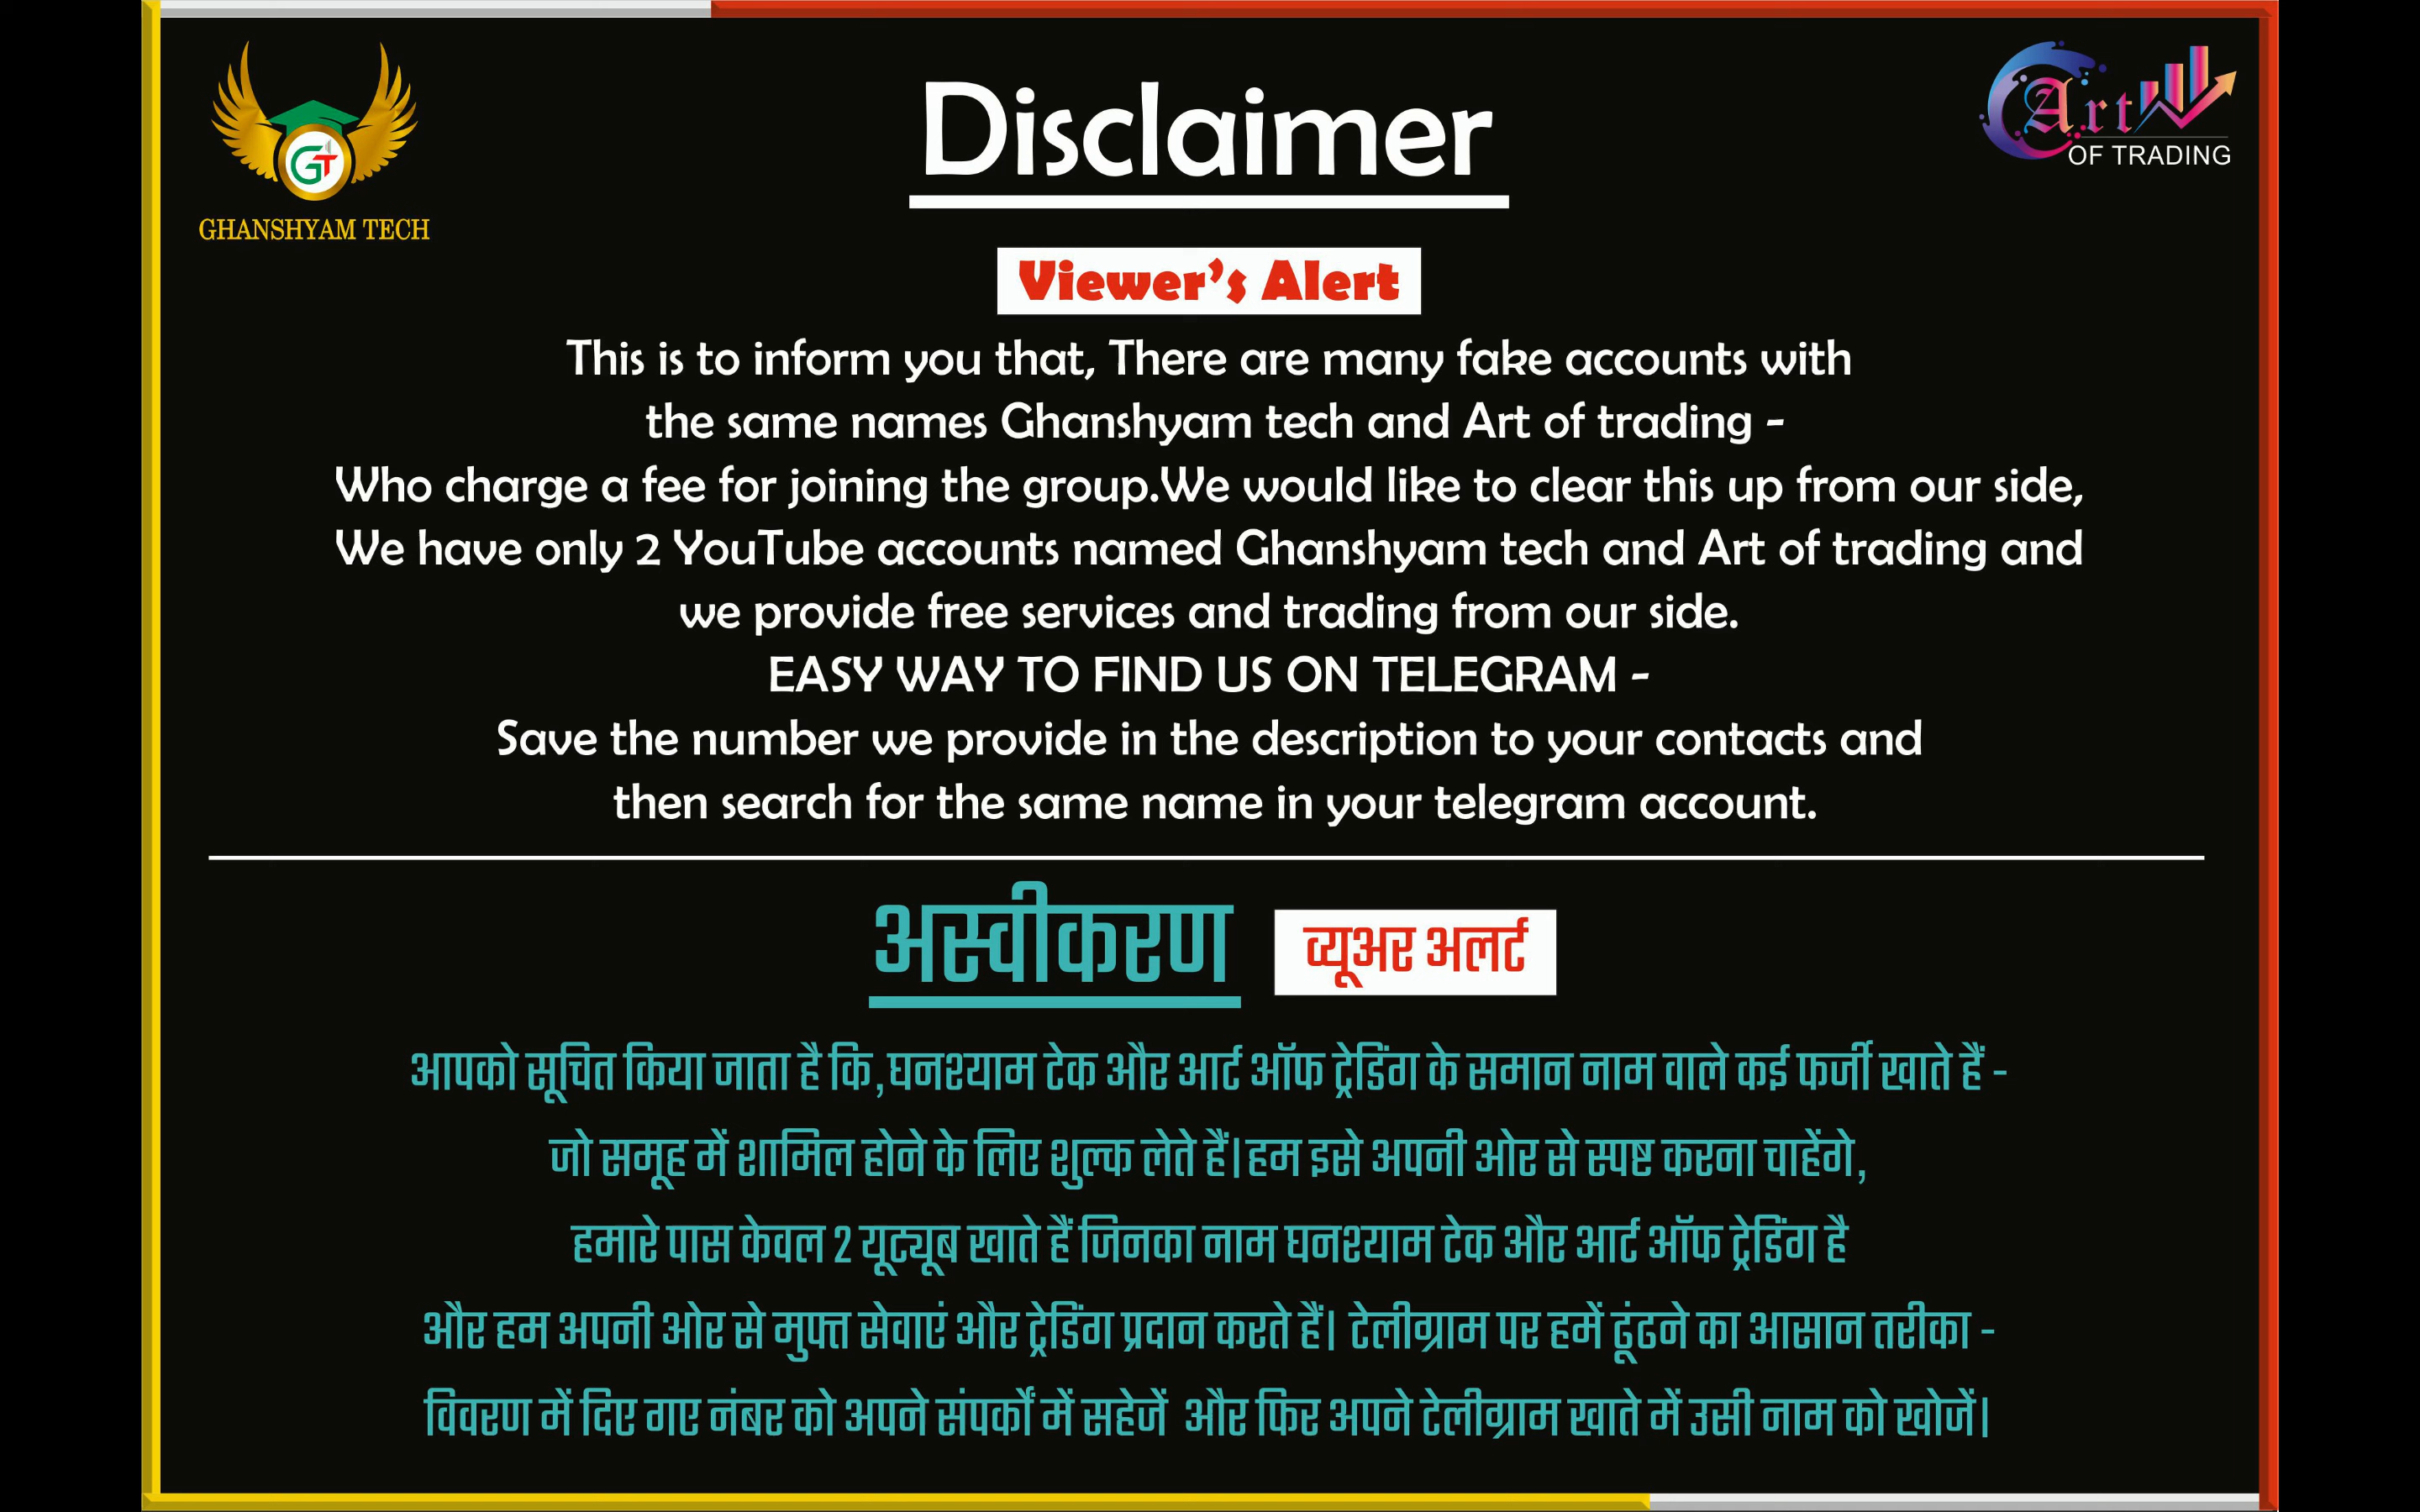 GT
GHANSHYAM TECH
Disclaimer
Art
OF TRADING
Viewer's Alert
This is to inform you that, There are many fake accounts with
the same names Ghanshyam tech and Art of trading -
Who charge a fee for joining the group.We would like to clear this up from our side,
We have only 2 YouTube accounts named Ghanshyam tech and Art of trading and
we provide free services and trading from our side.
EASY WAY TO FIND US ON TELEGRAM -
Save the number we provide in the description to your contacts and
then search for the same name in your telegram account.
अस्वीकरण व्यूअर अलर्ट
आपको सूचित किया जाता है कि,घनश्याम टेक और आर्ट ऑफ ट्रेडिंग के समान नाम वाले कई फर्जी खाते हैं -
जो समूह में शामिल होने के लिए शुल्क लेते हैं।हम इसे अपनी ओर से स्पष्ट करना चाहेंगे,
हमारे पास केवल 2 यूट्यूब खाते हैं जिनका नाम घनश्याम टेक और आर्ट ऑफ ट्रेडिंग है
और हम अपनी ओर से मुफ्त सेवाएं और ट्रेडिंग प्रदान करते हैं। टेलीग्राम पर हमें ढूंढने का आसान तरीका -
विवरण में दिए गए नंबर को अपने संपर्कों में सहेजें और फिर अपने टेलीग्राम खाते में उसी नाम को खोजें।